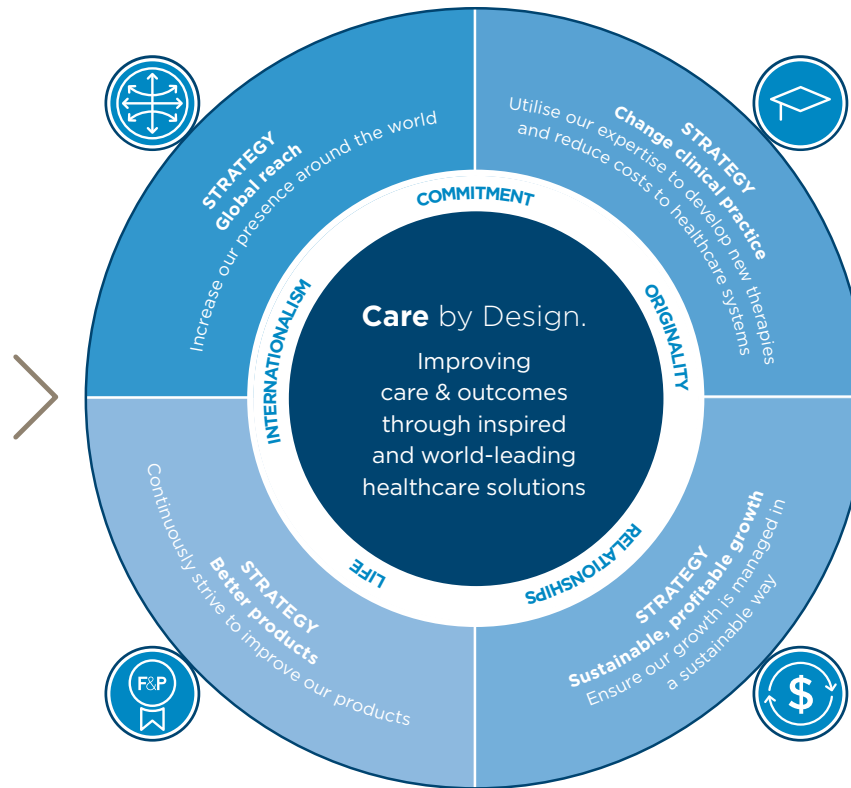 STRATEGY
Global reach
Increase our presence around the world
STRATEGY
Change clinical practice
Utilise our expertise to develop new therapies
and reduce costs to healthcare systems
COMMITMENT
ORIGINALITY
RELATIONSHIPS
LIFE
INTERNATIONALISM
Care by Design.
Improving
care & outcomes
through inspired
and world-leading
healthcare solutions
STRATEGY
Better products
Continuously strive to improve our products
STRATEGY
Sustainable, profitable growth
Ensure our growth is managed in
a sustainable way
F&P
$